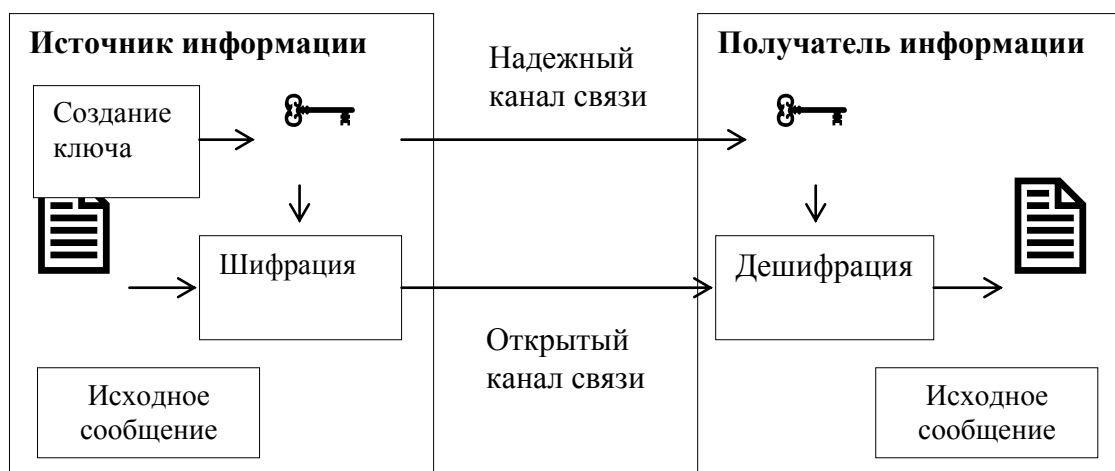 Источник информации
Надежный
канал связи
Получатель информации
Создание
ключа
Шифрация
Дешифрация
Открытый
канал связи
Исходное
сообщение
Исходное
сообщение